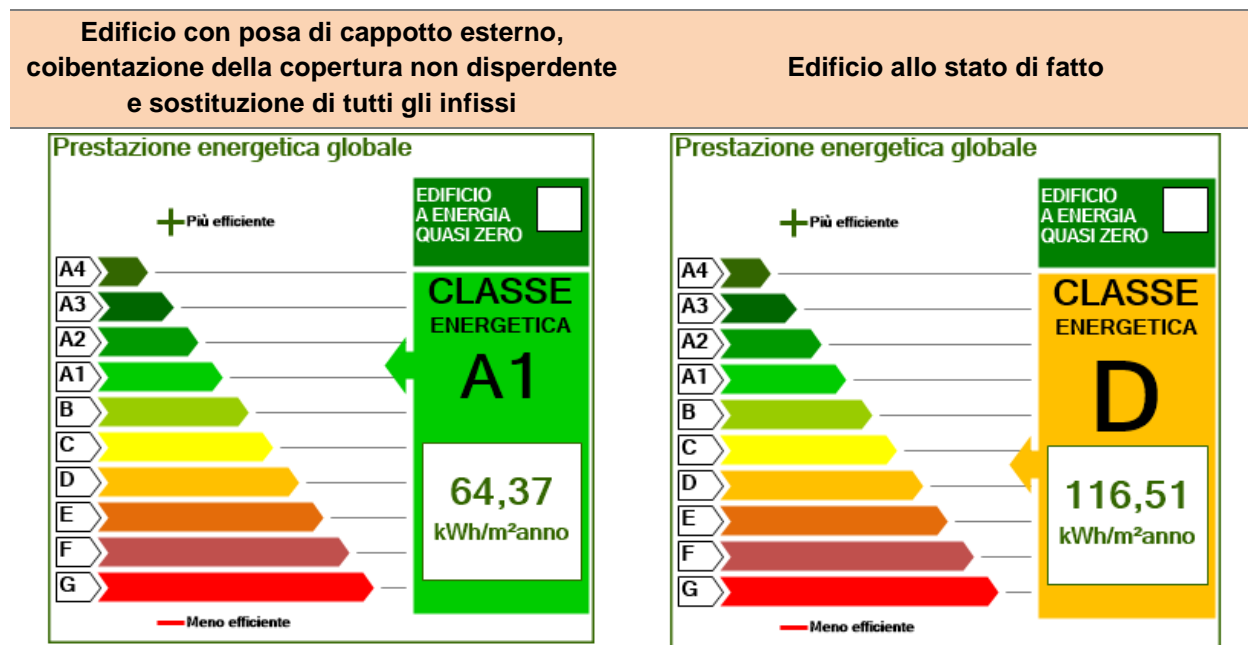 Edificio con posa di cappotto esterno,
coibentazione della copertura non disperdente
e sostituzione di tutti gli infissi
Edificio allo stato di fatto
Prestazione energetica globale
Più efficiente
EDIFICIO
A ENERGIA
QUASI ZERO
A4
A3
A2
A1
B
C
D
E
F
G
CLASSE
ENERGETICA
A1
64,37
kWh/m²anno
Meno efficiente
Prestazione energetica globale
Più efficiente
EDIFICIO
A ENERGIA
QUASI ZERO
A4
A3
A2
A1
B
C
D
E
F
G
CLASSE
ENERGETICA
D
116,51
kWh/m²anno
Meno efficiente